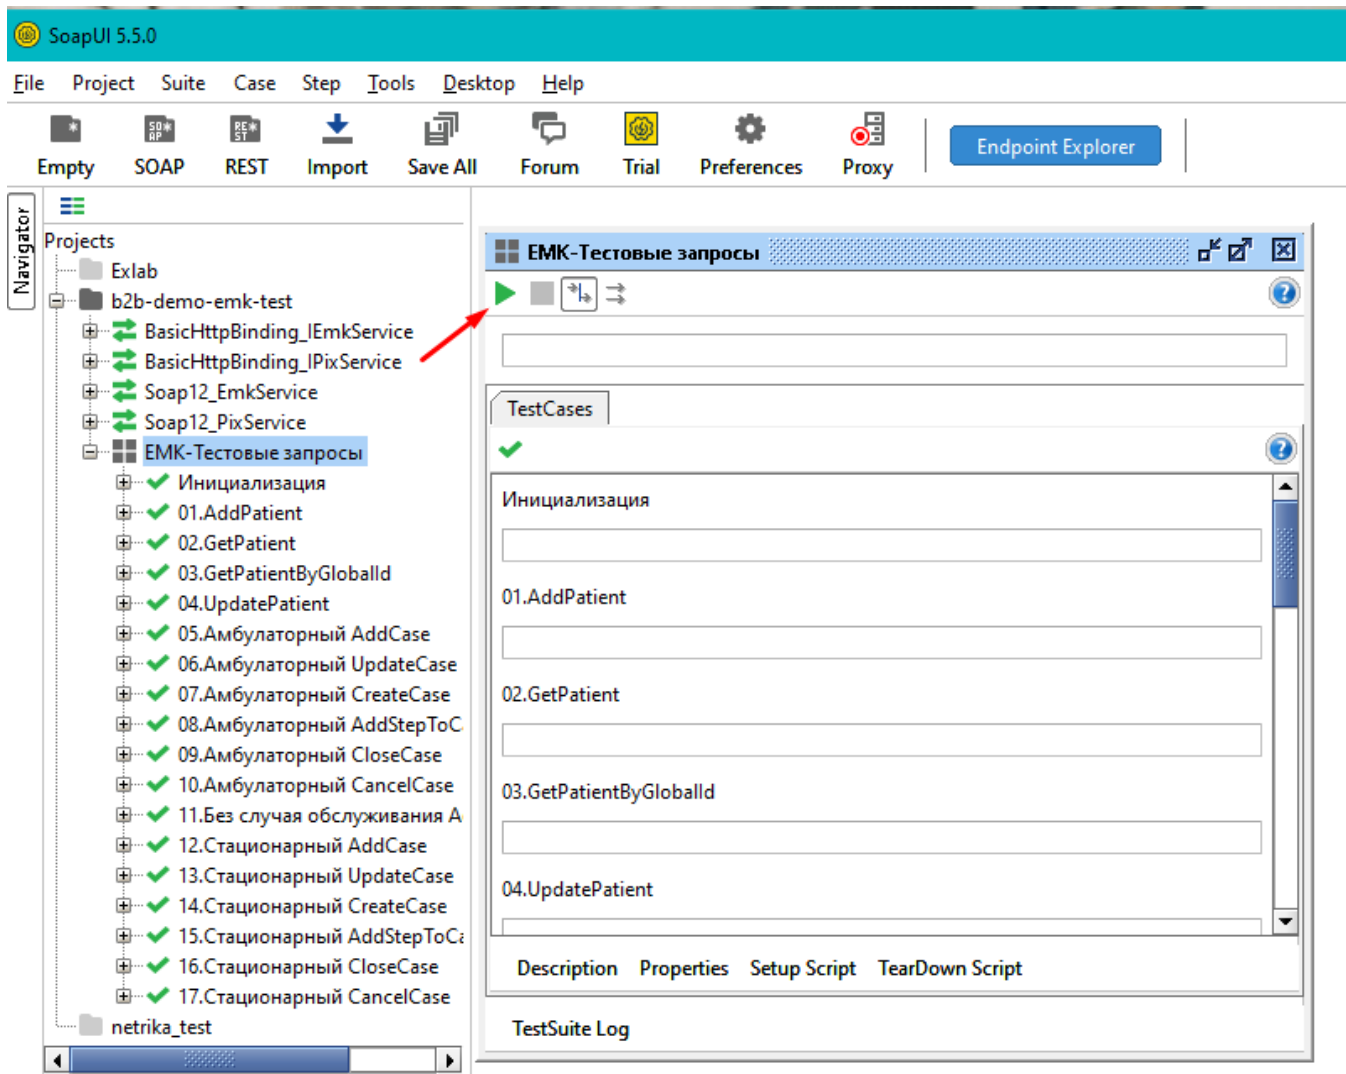 SoapUI 5.5.0
File Project Suite Case Step Tools Desktop Help
Empty SOAP REST Import Save All Forum Trial Preferences Proxy Endpoint Explorer
Navigator
Projects
Exlab
b2b-demo-emk-test
BasicHttpBinding_IEmkService
BasicHttpBinding_IPixService
Soap12_EmkService
Soap12_PixService
ЕМК-Тестовые запросы
Инициализация
01.AddPatient
02.GetPatient
03.GetPatientByGlobalId
04.UpdatePatient
05.Амбулаторный AddCase
06.Амбулаторный UpdateCase
07.Амбулаторный CreateCase
08.Амбулаторный AddStepToC
09.Амбулаторный CloseCase
10.Амбулаторный CancelCase
11.Без случая обслуживания A
12.Стационарный AddCase
13.Стационарный UpdateCase
14.Стационарный CreateCase
15.Стационарный AddStepToCa
16.Стационарный CloseCase
17.Стационарный CancelCase
netrika_test
ЕМК-Тестовые запросы
TestCases
Инициализация
01.AddPatient
02.GetPatient
03.GetPatientByGlobalId
04.UpdatePatient
Description Properties Setup Script TearDown Script
TestSuite Log